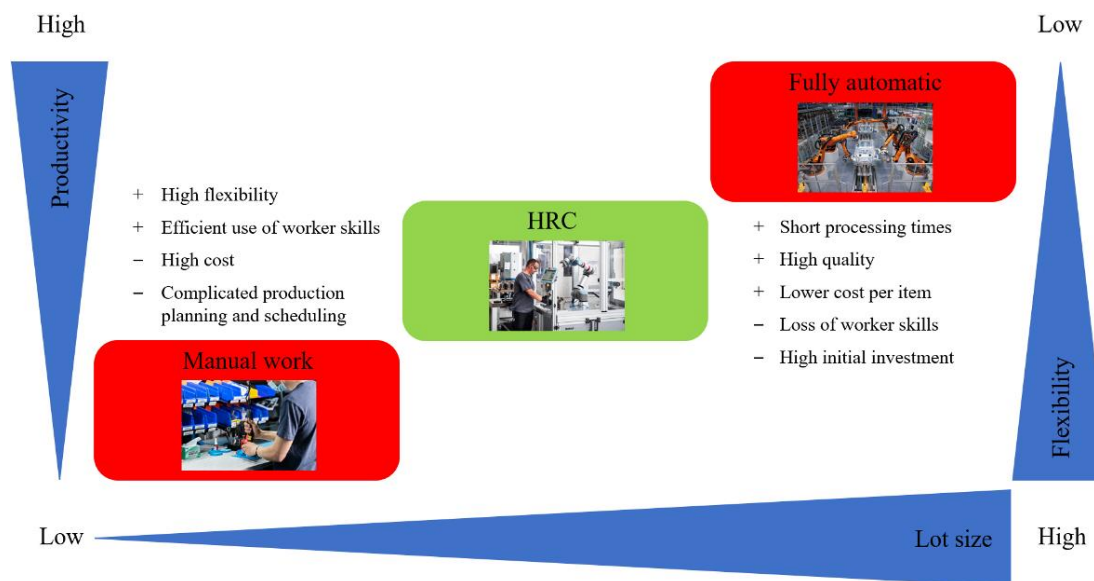 High
Low
Productivity
Fully automatic
+ High flexibility
+ Efficient use of worker skills
− High cost
− Complicated production
planning and scheduling
HRC
+ Short processing times
+ High quality
+ Lower cost per item
− Loss of worker skills
− High initial investment
Manual work
Flexibility
Low
Lot size
High